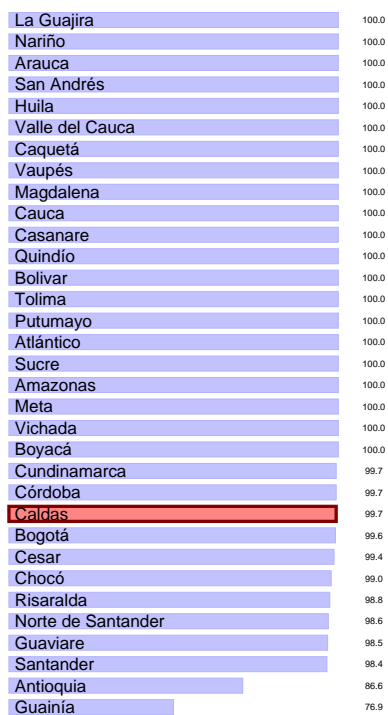 La Guajira 100.0
Nariño 100.0
Arauca 100.0
San Andrés 100.0
Huila 100.0
Valle del Cauca 100.0
Caquetá 100.0
Vaupés 100.0
Magdalena 100.0
Cauca 100.0
Casanare 100.0
Quindío 100.0
Bolivar 100.0
Tolima 100.0
Putumayo 100.0
Atlántico 100.0
Sucre 100.0
Amazonas 100.0
Meta 100.0
Vichada 100.0
Boyacá 100.0
Cundinamarca 99.7
Córdoba 99.7
Caldas 99.7
Bogotá 99.6
Cesar 99.4
Chocó 99.0
Risaralda 98.8
Norte de Santander 98.6
Guaviare 98.5
Santander 98.4
Antioquia 86.6
Guainía 76.9